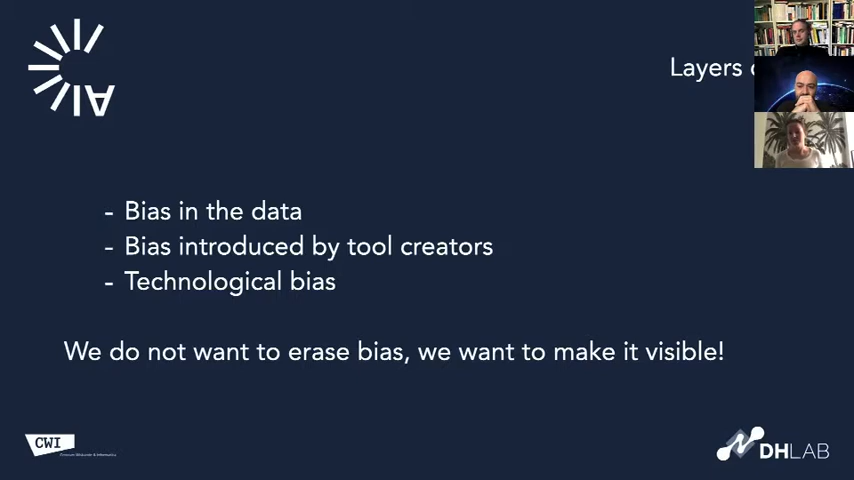 AI
Layers
- Bias in the data
- Bias introduced by tool creators
- Technological bias
We do not want to erase bias, we want to make it visible!
CWI
DHLAB